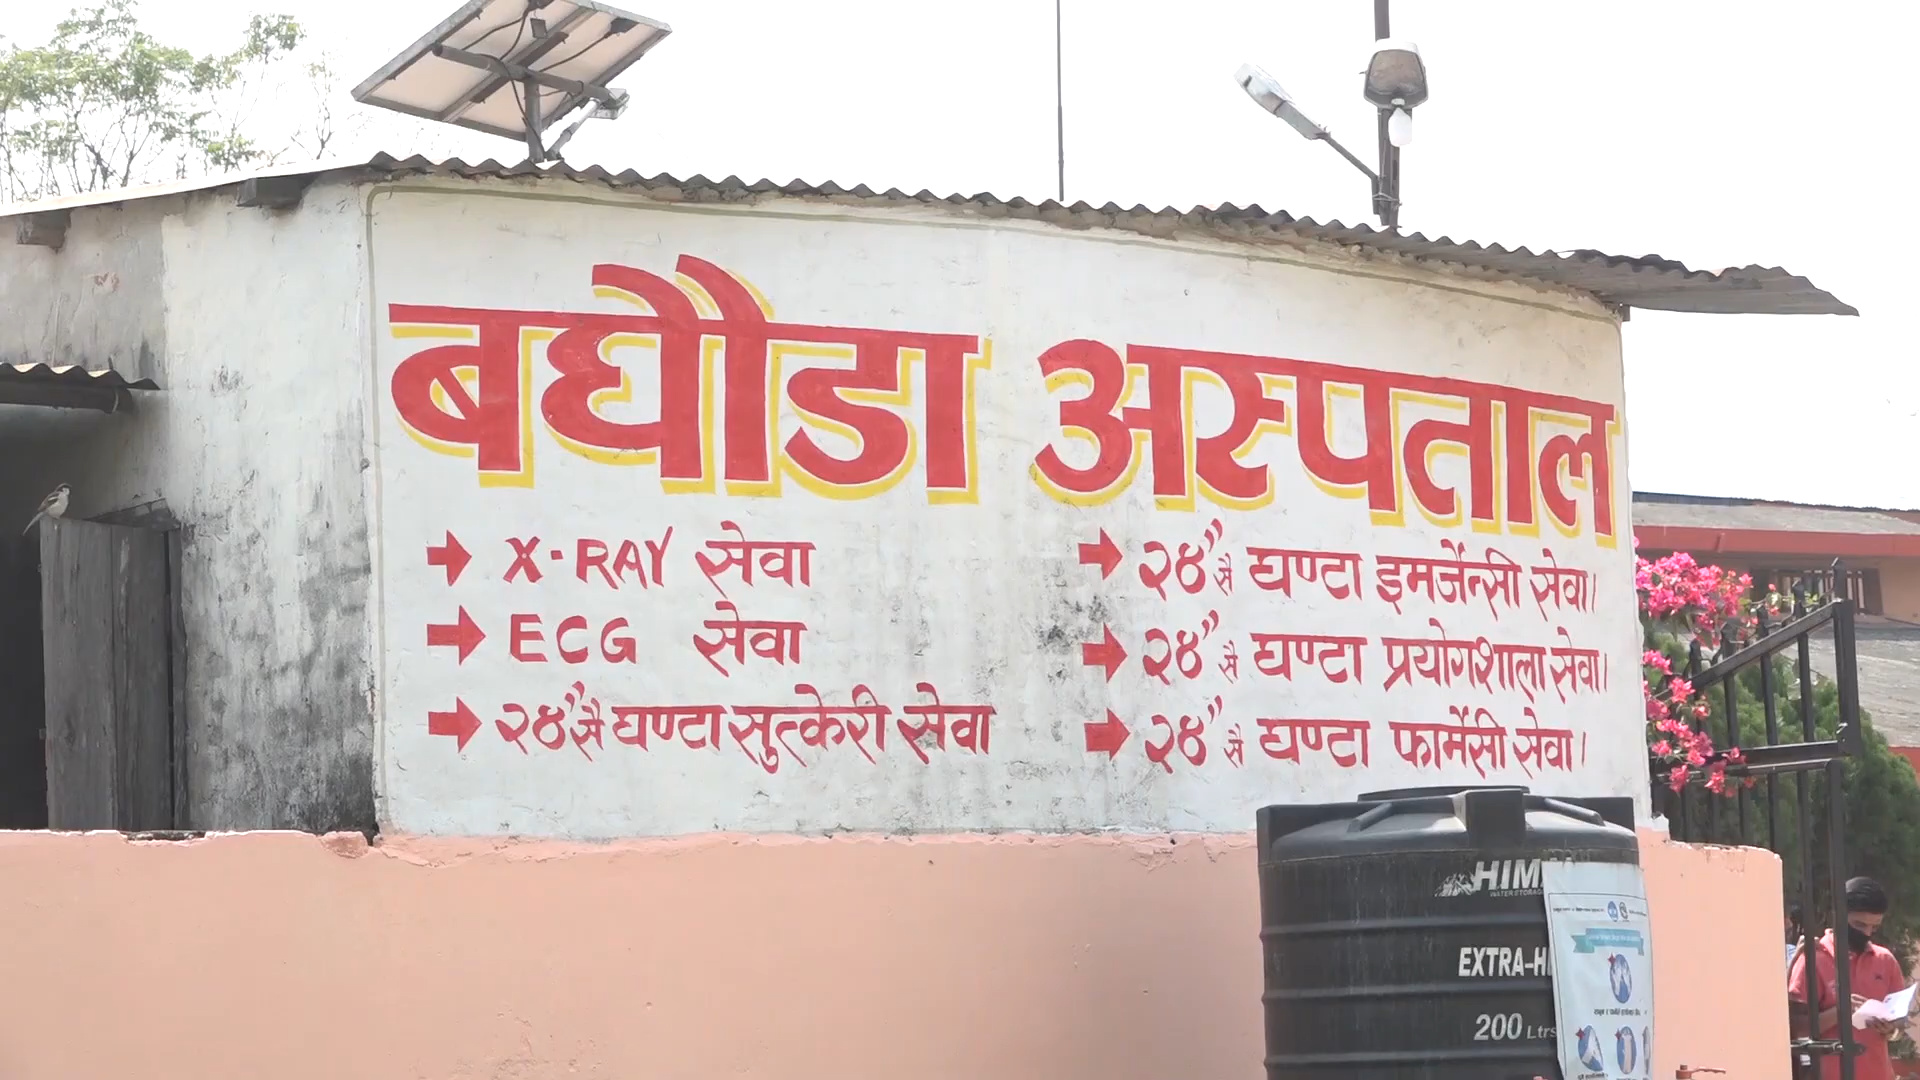 बघौडा अस्पताल
X-RAY सेवा
ECG सेवा
२४"सै घण्टा सुत्केरी सेवा
२४"सै घण्टा इमर्जेन्सी सेवा।
२४"सै घण्टा प्रयोगशाला सेवा।
२४"सै घण्टा फार्मेसी सेवा।
EXTRA-H
200 Ltrs